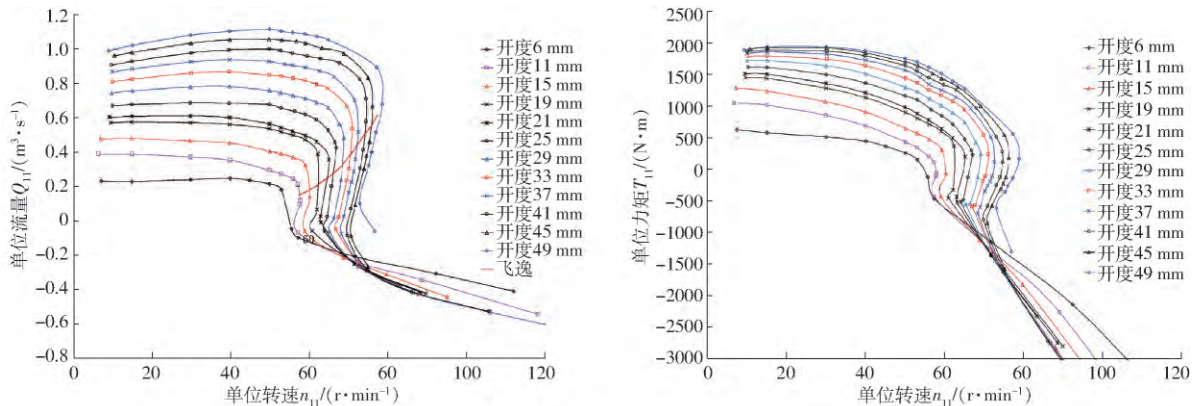 单位流量Q11/(m³·s⁻¹)
1.2
1.0
0.8
0.6
0.4
0.2
0
−0.2
−0.4
−0.6
−0.8
60
0 20 40 60 80 100 120
单位转速n11/(r·min⁻¹)
开度6 mm
开度11 mm
开度15 mm
开度19 mm
开度21 mm
开度25 mm
开度29 mm
开度33 mm
开度37 mm
开度41 mm
开度45 mm
开度49 mm
飞逸
单位力矩T11/(N·m)
2500
2000
1500
1000
500
0
−500
−1000
−1500
−2000
−2500
−3000
0 20 40 60 80 100 120
单位转速n11/(r·min⁻¹)
开度6 mm
开度11 mm
开度15 mm
开度19 mm
开度21 mm
开度25 mm
开度29 mm
开度33 mm
开度37 mm
开度41 mm
开度45 mm
开度49 mm